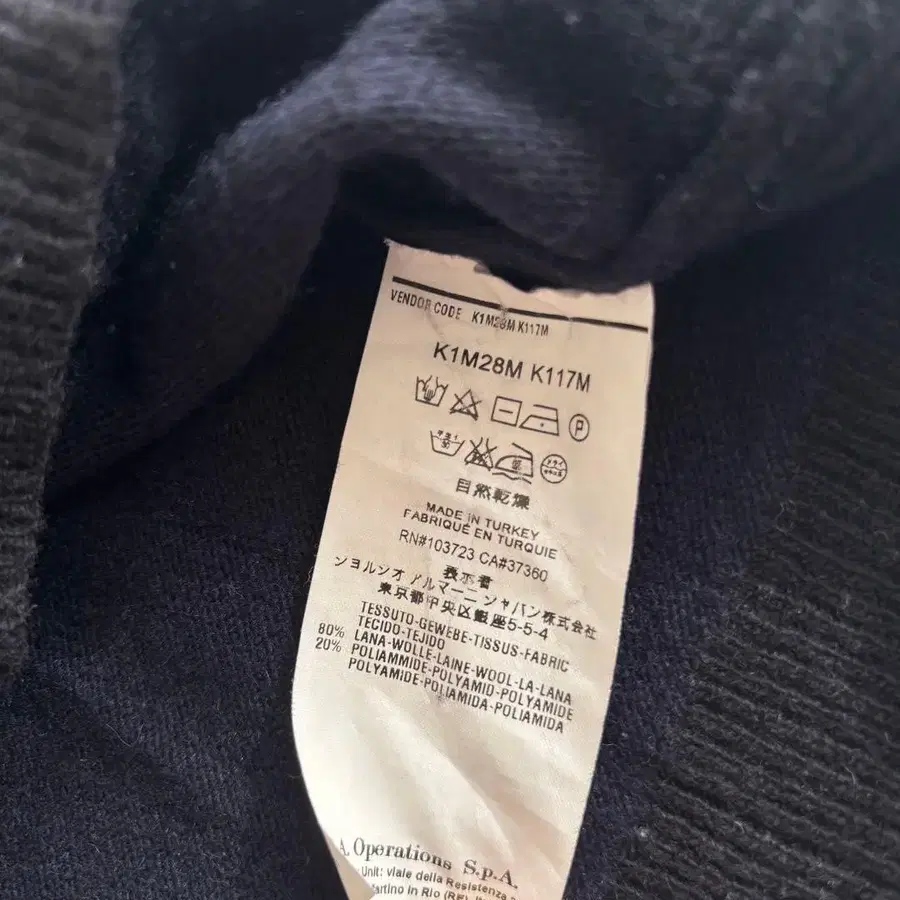 VENDOR CODE K1M28M K117M
K1M28M K117M
P
自然乾燥
MADE IN TURKEY
FABRIQUÉ EN TURQUIE
RN#103723 CA#37360
表示者
ジョルジオ アルマーニ ジャパン株式会社
東京都中央区銀座5-5-4
TESSUTO-GEWEBE-TISSUS-FABRIC
TECIDO-TEJIDO
80% LANA-WOLLE-LAINE-WOOL-LA-LANA
20% POLIAMMIDE-POLYAMID-POLYAMIDE
POLYAMIDE-POLIAMIDA-POLIAMIDA
A Operations S.p.A.
Unit: viale della Resistenza
Martino in Rio (RE)